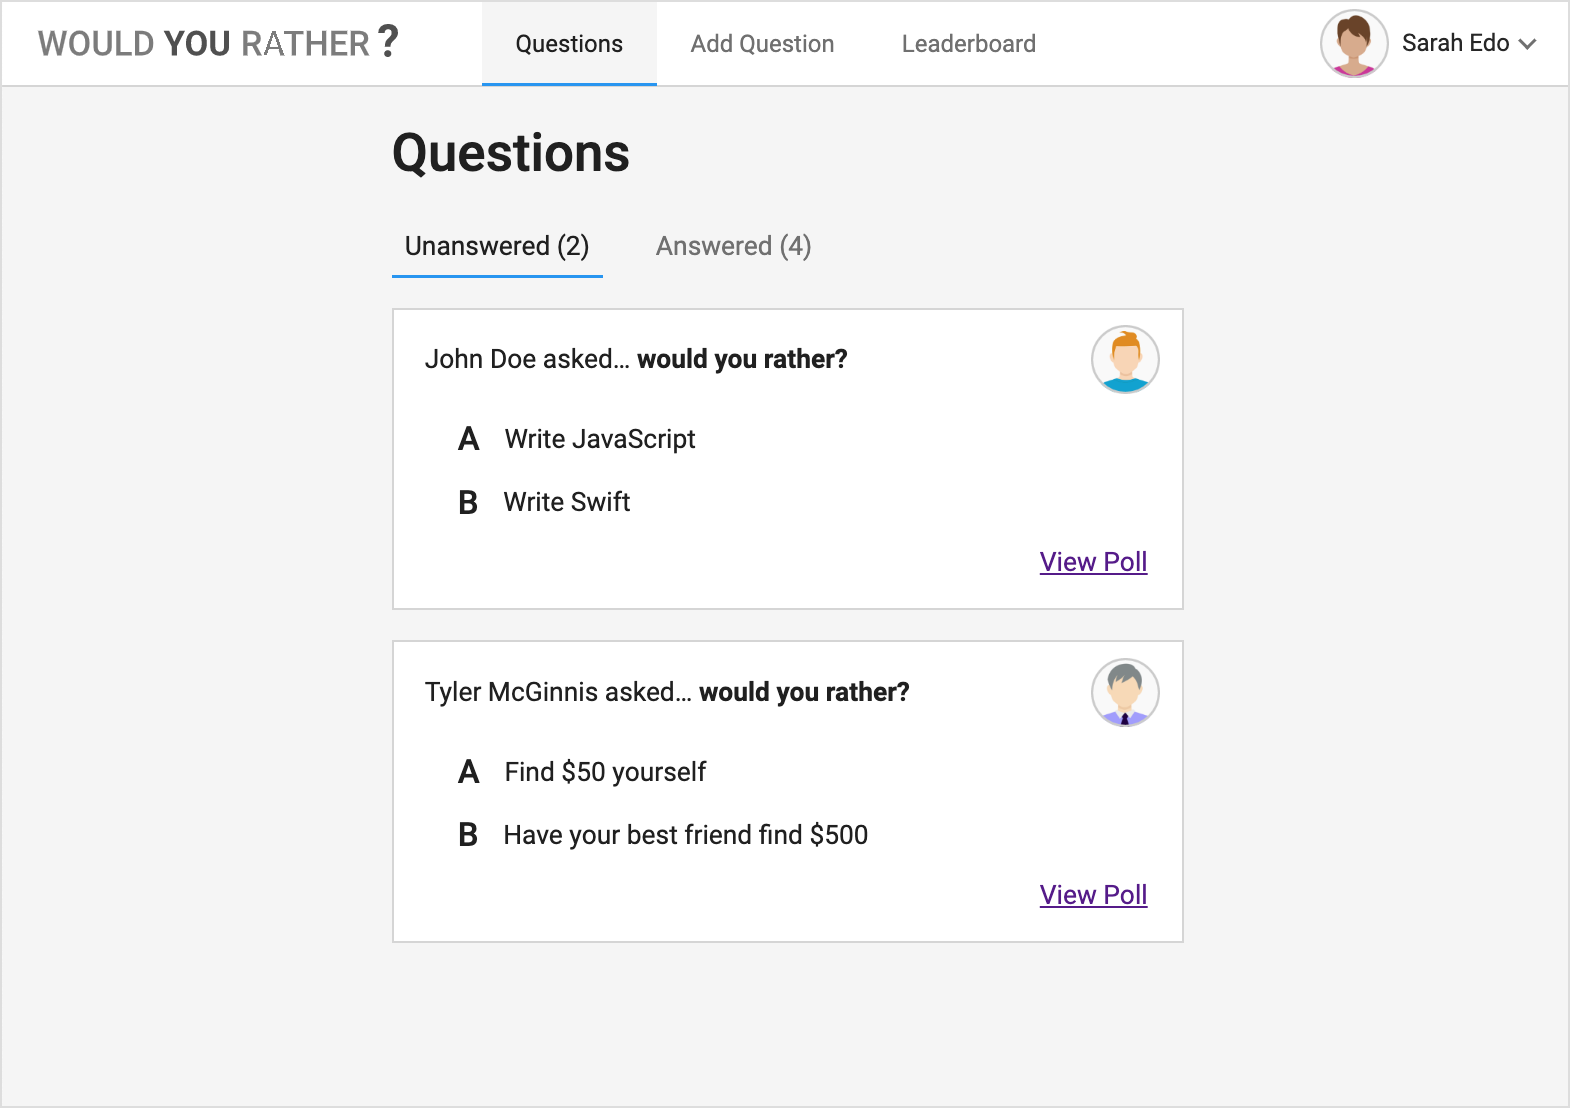 WOULD YOU RATHER ?
Questions
Add Question
Leaderboard
Sarah Edo
Questions
Unanswered (2)
Answered (4)
John Doe asked... would you rather?
A Write JavaScript
B Write Swift
View Poll
Tyler McGinnis asked... would you rather?
A Find $50 yourself
B Have your best friend find $500
View Poll